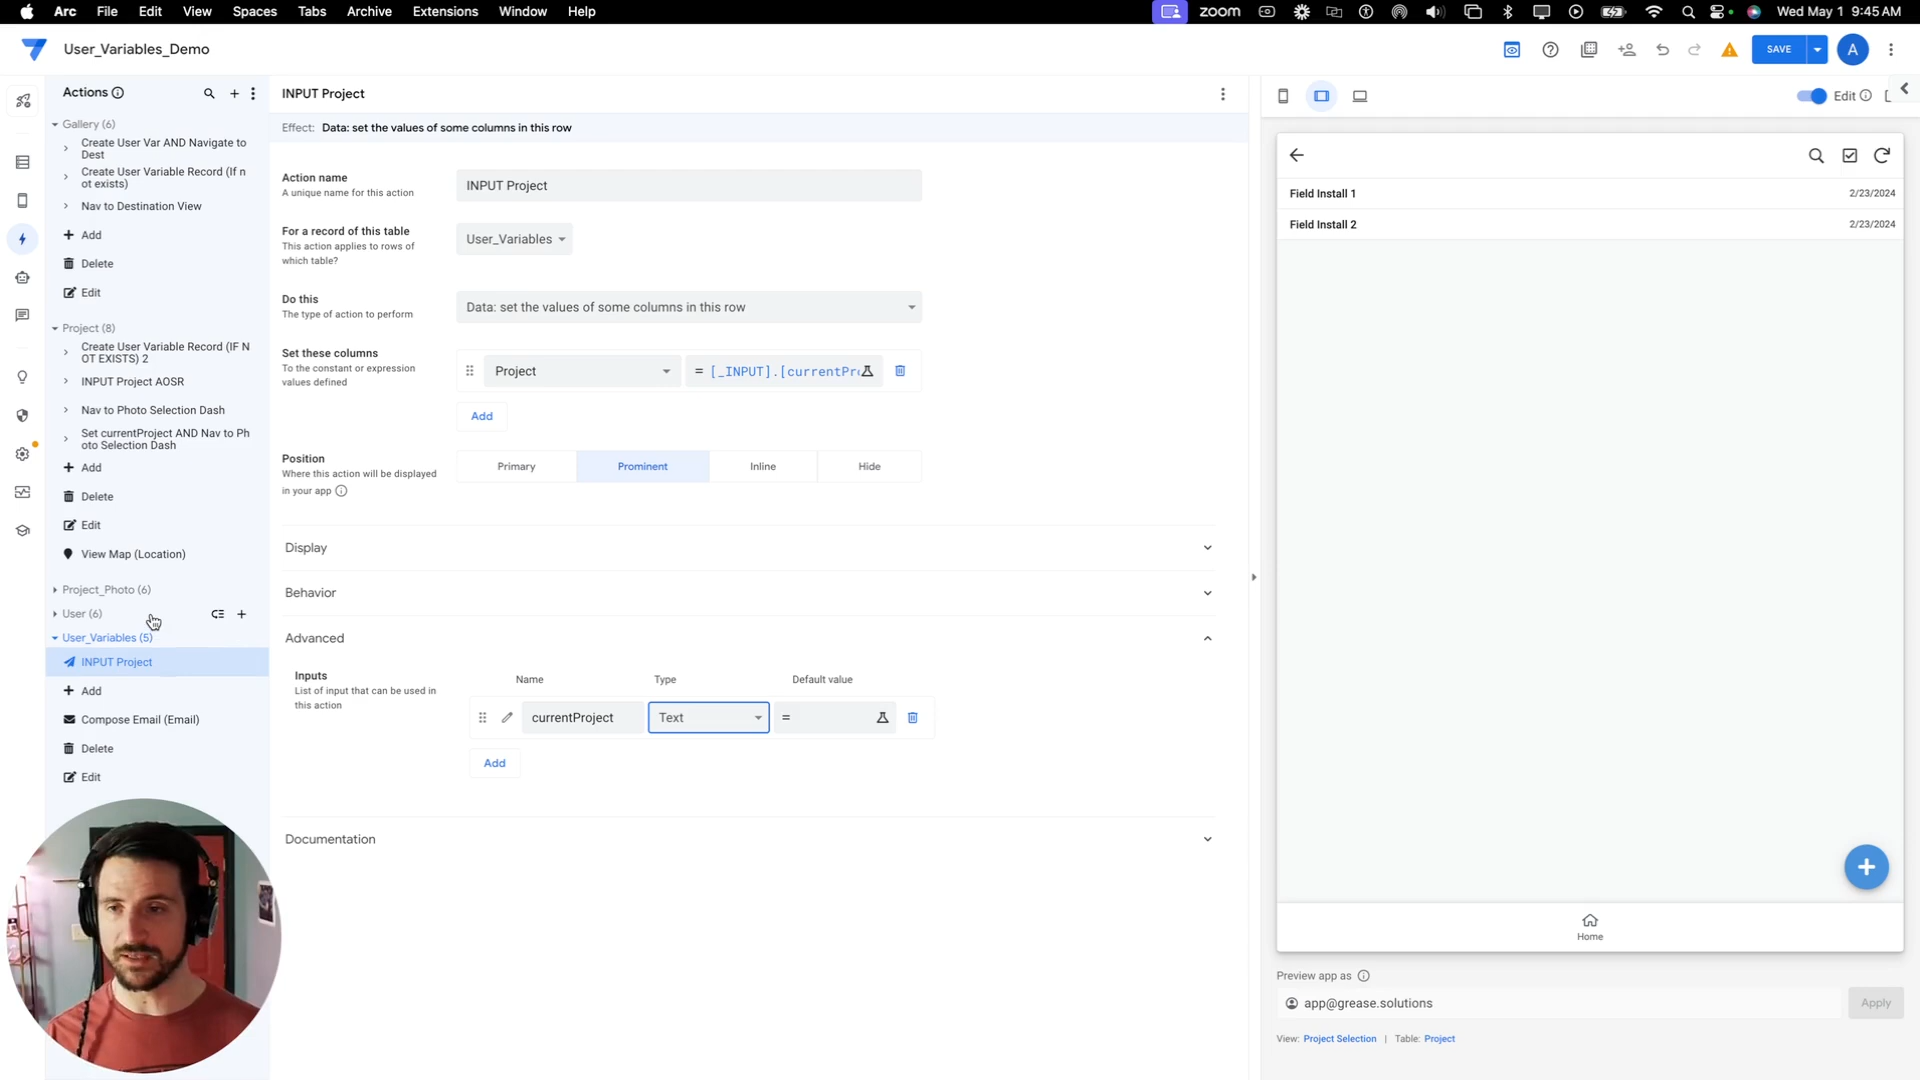 Arc File Edit View Spaces Tabs Archive Extensions Window Help zoom Wed May 1 9:45 AM
User_Variables_Demo SAVE A
Actions
Gallery (6)
Create User Var AND Navigate to
Dest
Create User Variable Record (If n
ot exists)
Nav to Destination View
Add
Delete
Edit
Project (8)
Create User Variable Record (IF N
OT EXISTS) 2
INPUT Project AOSR
Nav to Photo Selection Dash
Set currentProject AND Nav to Ph
oto Selection Dash
Add
Delete
Edit
View Map (Location)
Project_Photo (6)
User (6)
User_Variables (5)
INPUT Project
Add
Compose Email (Email)
Delete
Edit
INPUT Project
Effect: Data: set the values of some columns in this row
Action name
A unique name for this action
INPUT Project
For a record of this table
This action applies to rows of
which table?
User_Variables
Do this
The type of action to perform
Data: set the values of some columns in this row
Set these columns
To the constant or expression
values defined
Project = [_INPUT].[currentPr
Add
Position
Where this action will be displayed
in your app
Primary Prominent Inline Hide
Display
Behavior
Advanced
Inputs
List of input that can be used in
this action
Name Type Default value
currentProject Text =
Add
Documentation
Edit
Field Install 1 2/23/2024
Field Install 2 2/23/2024
Home
Preview app as
app@grease.solutions Apply
View: Project Selection | Table: Project